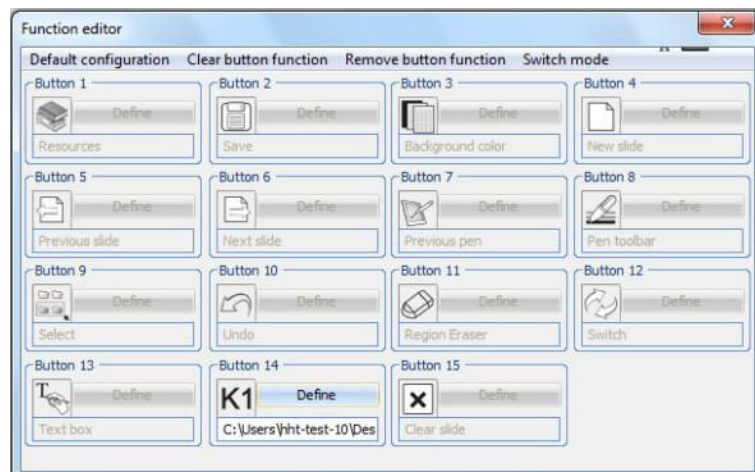 Function editor
Default configuration Clear button function Remove button function Switch mode
Button 1 Button 2 Button 3 Button 4
Define Define Define Define
Resources Save Background color New slide
Button 5 Button 6 Button 7 Button 8
Define Define Define Define
Previous slide Next slide Previous pen Pen toolbar
Button 9 Button 10 Button 11 Button 12
Define Define Define Define
Select Undo Region Eraser Switch
Button 13 Button 14 Button 15
T Define K1 Define Define
Text box C:\Users\hht-test-10\Des Clear slide